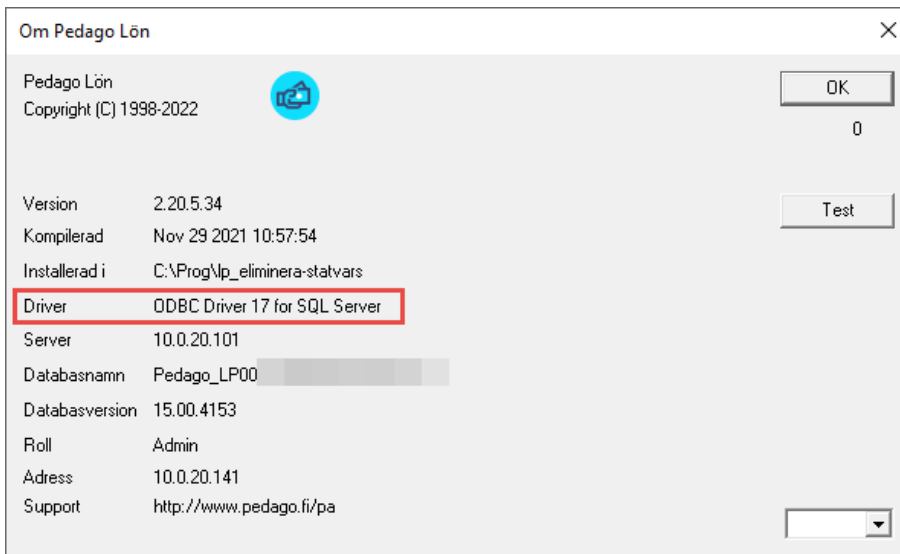 Om Pedago Lön
Pedago Lön
Copyright (C) 1998-2022
OK
0
Version 2.20.5.34
Test
Kompilerad Nov 29 2021 10:57:54
Installerad i C:\Prog\lp_eliminera-statvars
Driver ODBC Driver 17 for SQL Server
Server 10.0.20.101
Databasnamn Pedago_LP00
Databasversion 15.00.4153
Roll Admin
Adress 10.0.20.141
Support http://www.pedago.fi/pa